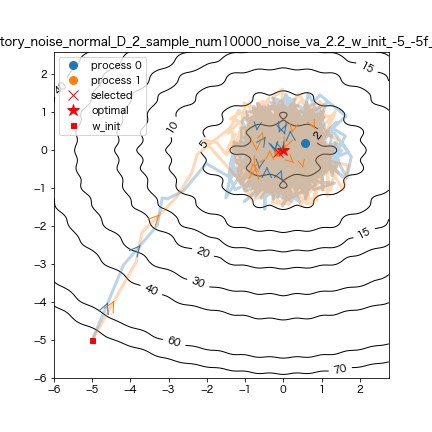 tory_noise_normal_D_2_sample_num10000_noise_va_2.2_w_init_-5_-5f_
process 0
process 1
selected
optimal
w_init
2
1
0
−1
−2
−3
−4
−5
−6
−6 −5 −4 −3 −2 −1 0 1 2
15
10
5
2
15
20
30
40
60
70